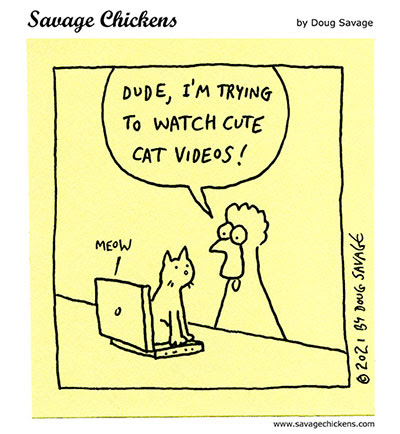 Savage Chickens
by Doug Savage
DUDE, I'M TRYING
TO WATCH CUTE
CAT VIDEOS!
MEOW
© 2021 BY DOUG SAVAGE
www.savagechickens.com